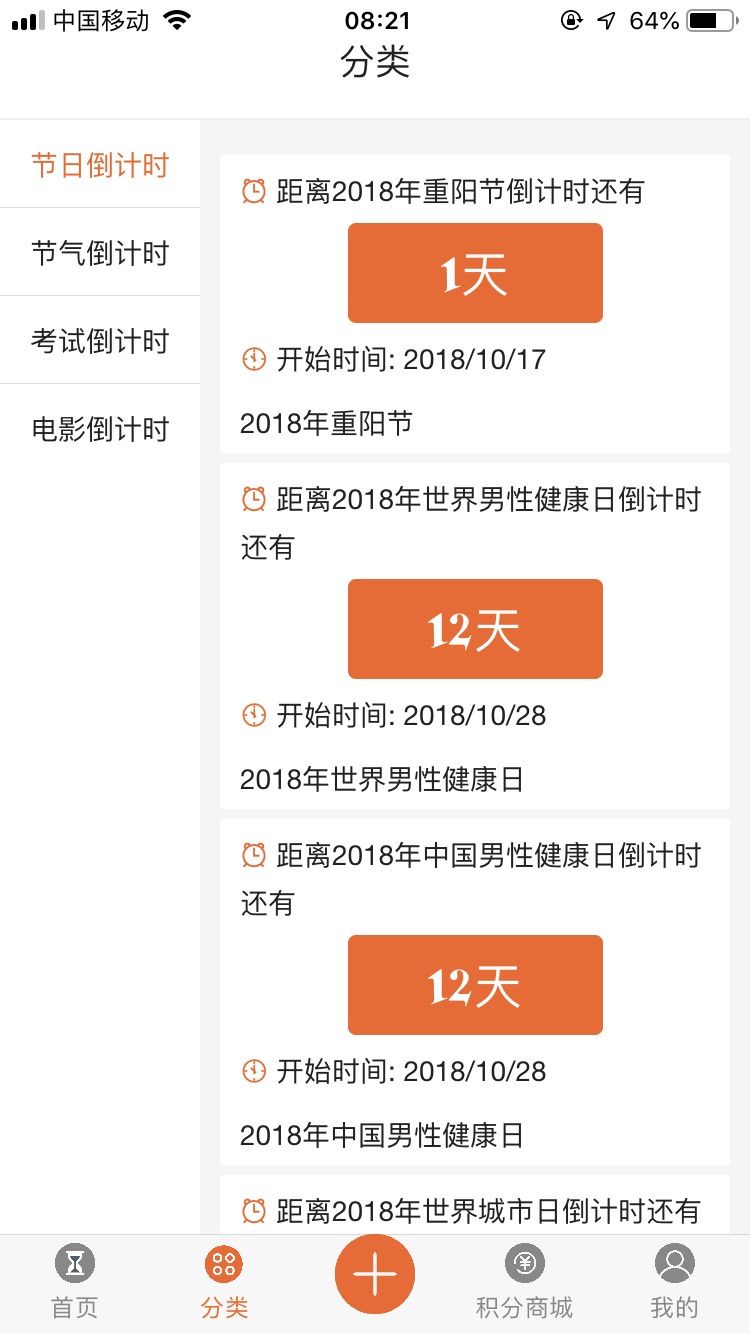 中国移动 08:21 64%
分类
节日倒计时
节气倒计时
考试倒计时
电影倒计时
距离2018年重阳节倒计时还有
1天
开始时间: 2018/10/17
2018年重阳节
距离2018年世界男性健康日倒计时
还有
12天
开始时间: 2018/10/28
2018年世界男性健康日
距离2018年中国男性健康日倒计时
还有
12天
开始时间: 2018/10/28
2018年中国男性健康日
距离2018年世界城市日倒计时还有
首页 分类 积分商城 我的